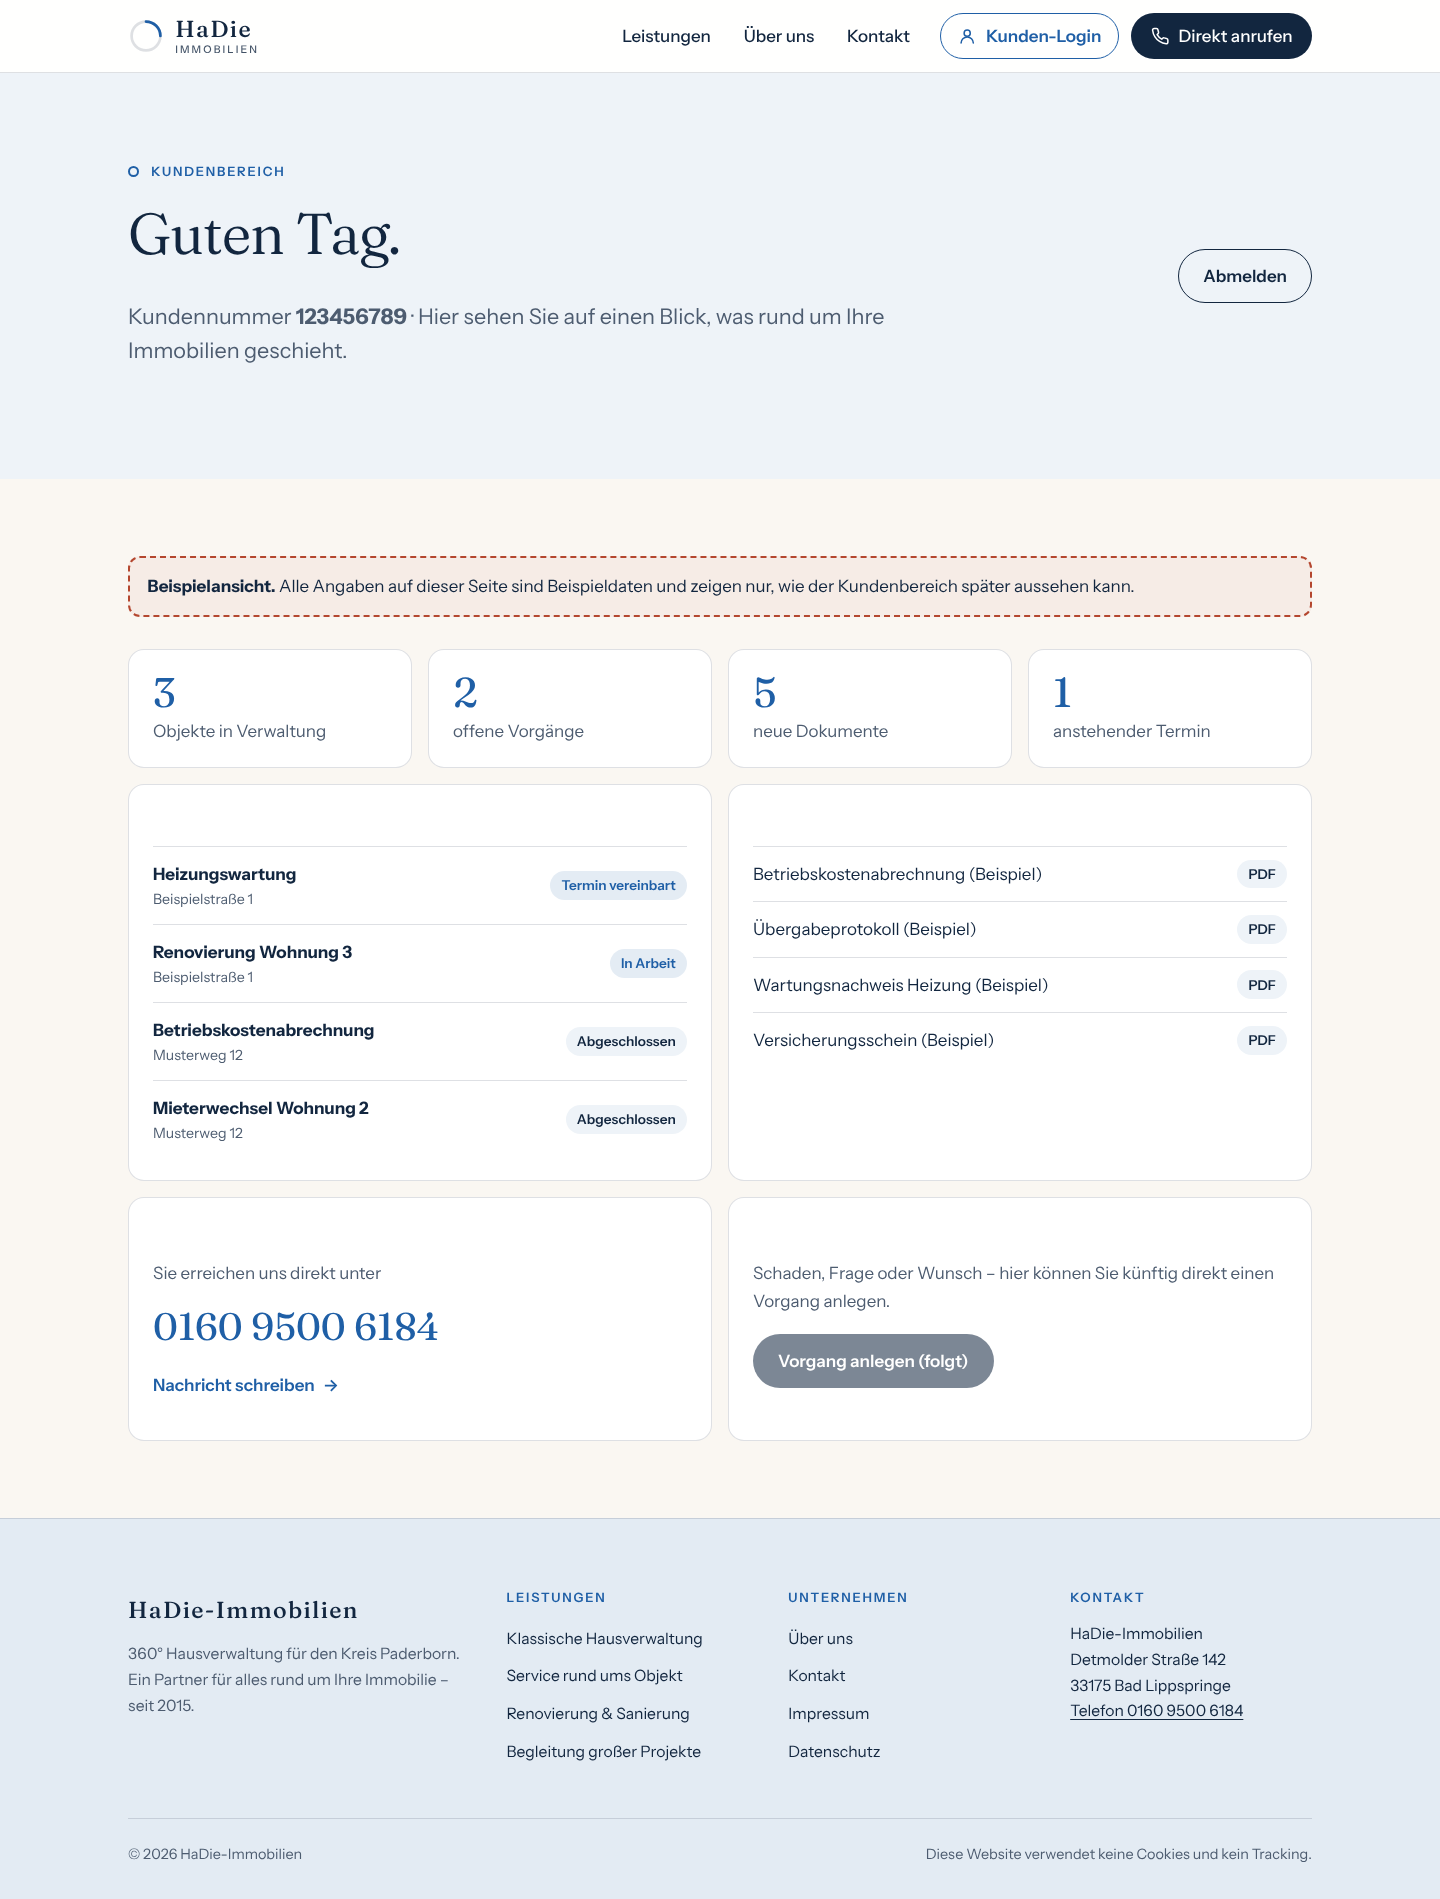 HaDie
IMMOBILIEN
Leistungen
Über uns
Kontakt
Kunden-Login
Direkt anrufen
KUNDENBEREICH
Guten Tag.
Kundennummer 123456789 · Hier sehen Sie auf einen Blick, was rund um Ihre
Immobilien geschieht.
Abmelden
Beispielansicht. Alle Angaben auf dieser Seite sind Beispieldaten und zeigen nur, wie der Kundenbereich später aussehen kann.
3
Objekte in Verwaltung
2
offene Vorgänge
5
neue Dokumente
1
anstehender Termin
Heizungswartung
Beispielstraße 1
Termin vereinbart
Renovierung Wohnung 3
Beispielstraße 1
In Arbeit
Betriebskostenabrechnung
Musterweg 12
Abgeschlossen
Mieterwechsel Wohnung 2
Musterweg 12
Abgeschlossen
Betriebskostenabrechnung (Beispiel)
PDF
Übergabeprotokoll (Beispiel)
PDF
Wartungsnachweis Heizung (Beispiel)
PDF
Versicherungsschein (Beispiel)
PDF
Sie erreichen uns direkt unter
0160 9500 6184
Nachricht schreiben →
Schaden, Frage oder Wunsch – hier können Sie künftig direkt einen
Vorgang anlegen.
Vorgang anlegen (folgt)
HaDie-Immobilien
360° Hausverwaltung für den Kreis Paderborn.
Ein Partner für alles rund um Ihre Immobilie –
seit 2015.
LEISTUNGEN
Klassische Hausverwaltung
Service rund ums Objekt
Renovierung & Sanierung
Begleitung großer Projekte
UNTERNEHMEN
Über uns
Kontakt
Impressum
Datenschutz
KONTAKT
HaDie-Immobilien
Detmolder Straße 142
33175 Bad Lippspringe
Telefon 0160 9500 6184
© 2026 HaDie-Immobilien
Diese Website verwendet keine Cookies und kein Tracking.